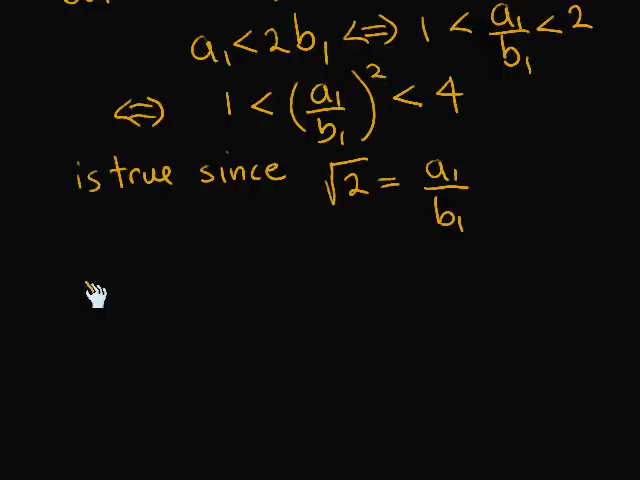 a₁ < 2b₁ ⟺ 1 < a₁/b₁ < 2
⟺ 1 < (a₁/b₁)² < 4
is true since √2 = a₁/b₁